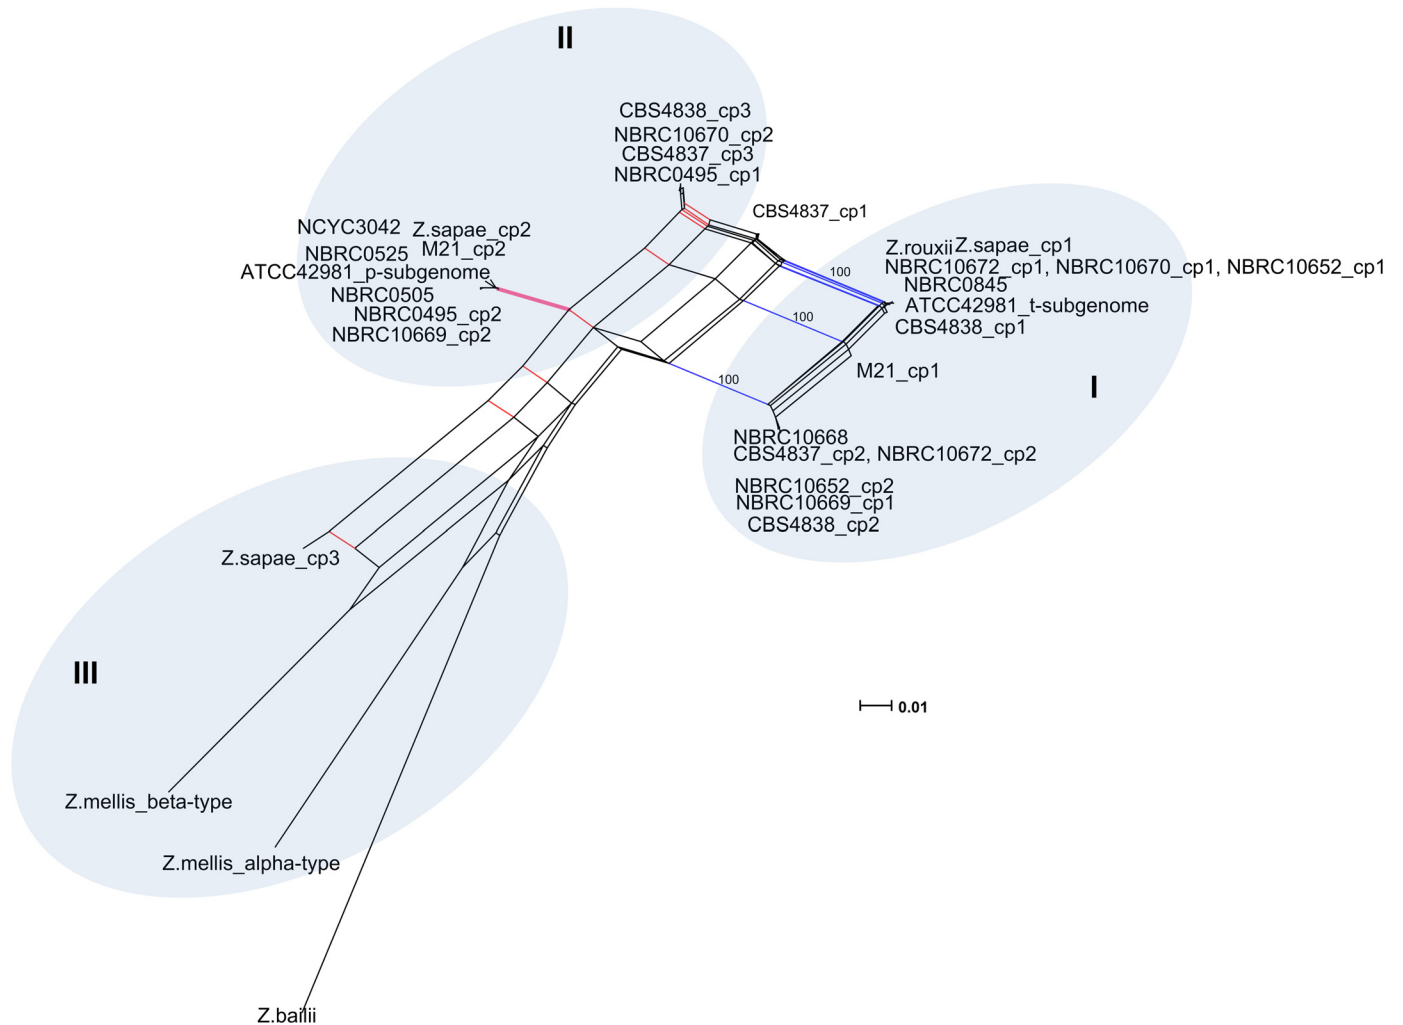 II
CBS4838_cp3
NBRC10670_cp2
CBS4837_cp3
NBRC0495_cp1
CBS4837_cp1
NCYC3042 Z.sapae_cp2
NBRC0525 M21_cp2
ATCC42981_p-subgenome
NBRC0505
NBRC0495_cp2
NBRC10669_cp2
100
100
100
Z.rouxii Z.sapae_cp1
NBRC10672_cp1, NBRC10670_cp1, NBRC10652_cp1
NBRC0845
ATCC42981_t-subgenome
CBS4838_cp1
M21_cp1
I
NBRC10668
CBS4837_cp2, NBRC10672_cp2
NBRC10652_cp2
NBRC10669_cp1
CBS4838_cp2
Z.sapae_cp3
III
0.01
Z.mellis_beta-type
Z.mellis_alpha-type
Z.bailii